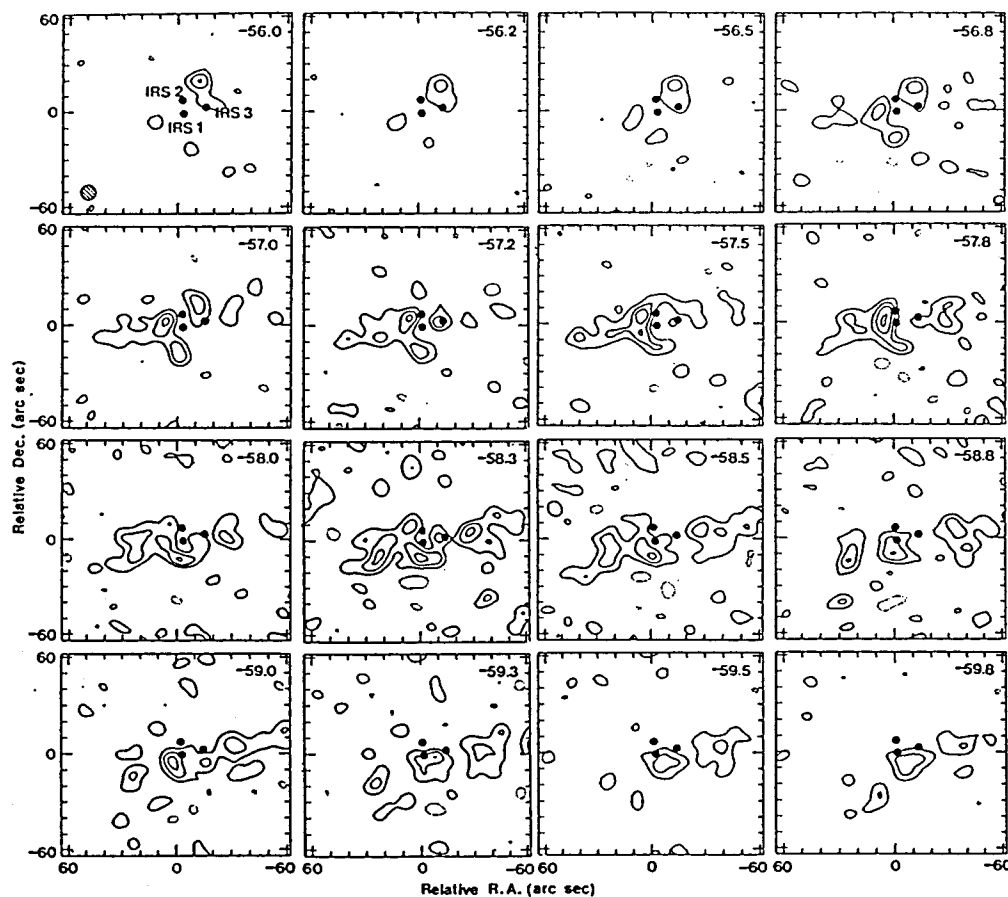 60 -56.0 -56.2 -56.5 -56.8
IRS 2
0 IRS 3
IRS 1
-60
60 -57.0 -57.2 -57.5 -57.8
0
-60
60 -58.0 -58.3 -58.5 -58.8
0
-60
60 -59.0 -59.3 -59.5 -59.8
0
-60
60 0 -60 60 0 -60 60 0 -60 60 0 -60
Relative Dec. (arc sec)
Relative R.A. (arc sec)